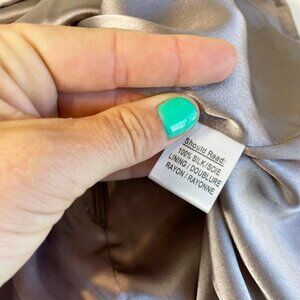 Should Read:
100% SILK/SOIE
LINING / DOUBLURE
RAYON / RAYONNE